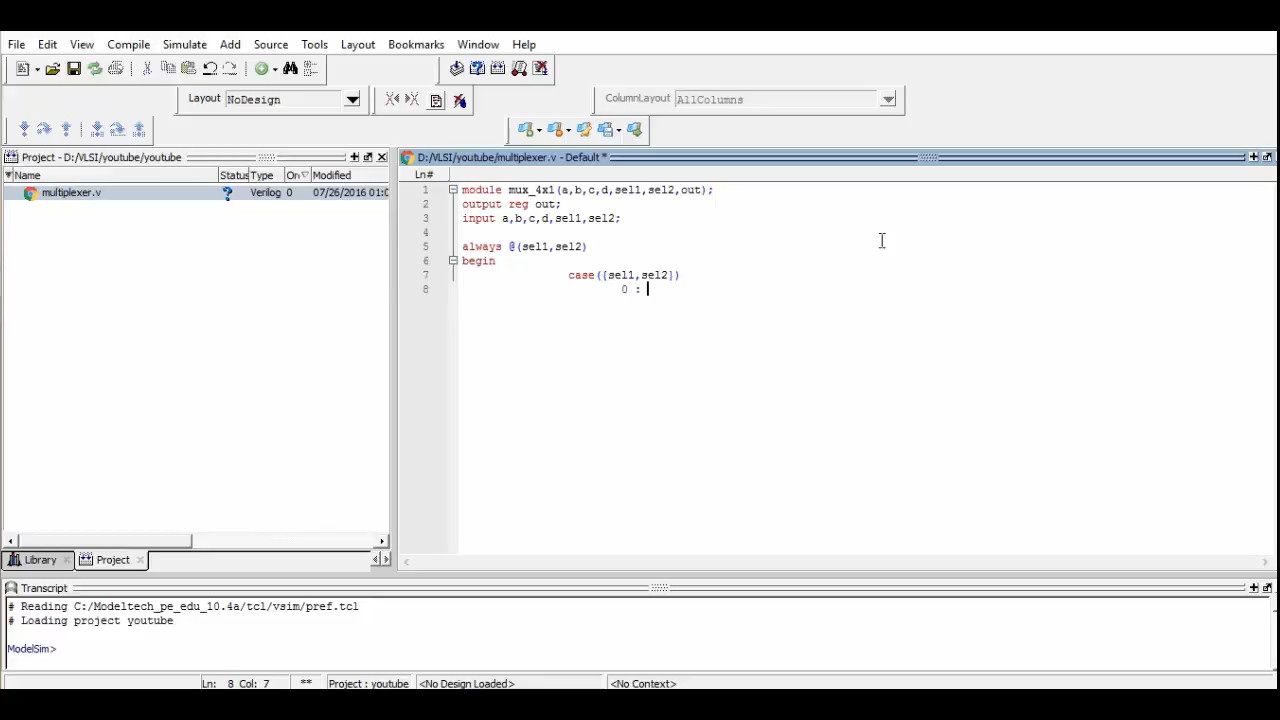 File Edit View Compile Simulate Add Source Tools Layout Bookmarks Window Help
Layout NoDesign
ColumnLayout AllColumns
Project - D:/VLSI/youtube/youtube
Name Status Type Or Modified
multiplexer.v ? Verilog 0 07/26/2016 01:0
Library Project
D:/VLSI/youtube/multiplexer.v - Default *
Ln#
1 module mux_4x1(a,b,c,d,sel1,sel2,out);
2 output reg out;
3 input a,b,c,d,sel1,sel2;
4
5 always @(sel1,sel2)
6 begin
7 case({sel1,sel2})
8 0 :
Transcript
# Reading C:/Modeltech_pe_edu_10.4a/tcl/vsim/pref.tcl
# Loading project youtube
ModelSim>
Ln: 8 Col: 7 ** Project : youtube <No Design Loaded> <No Context>